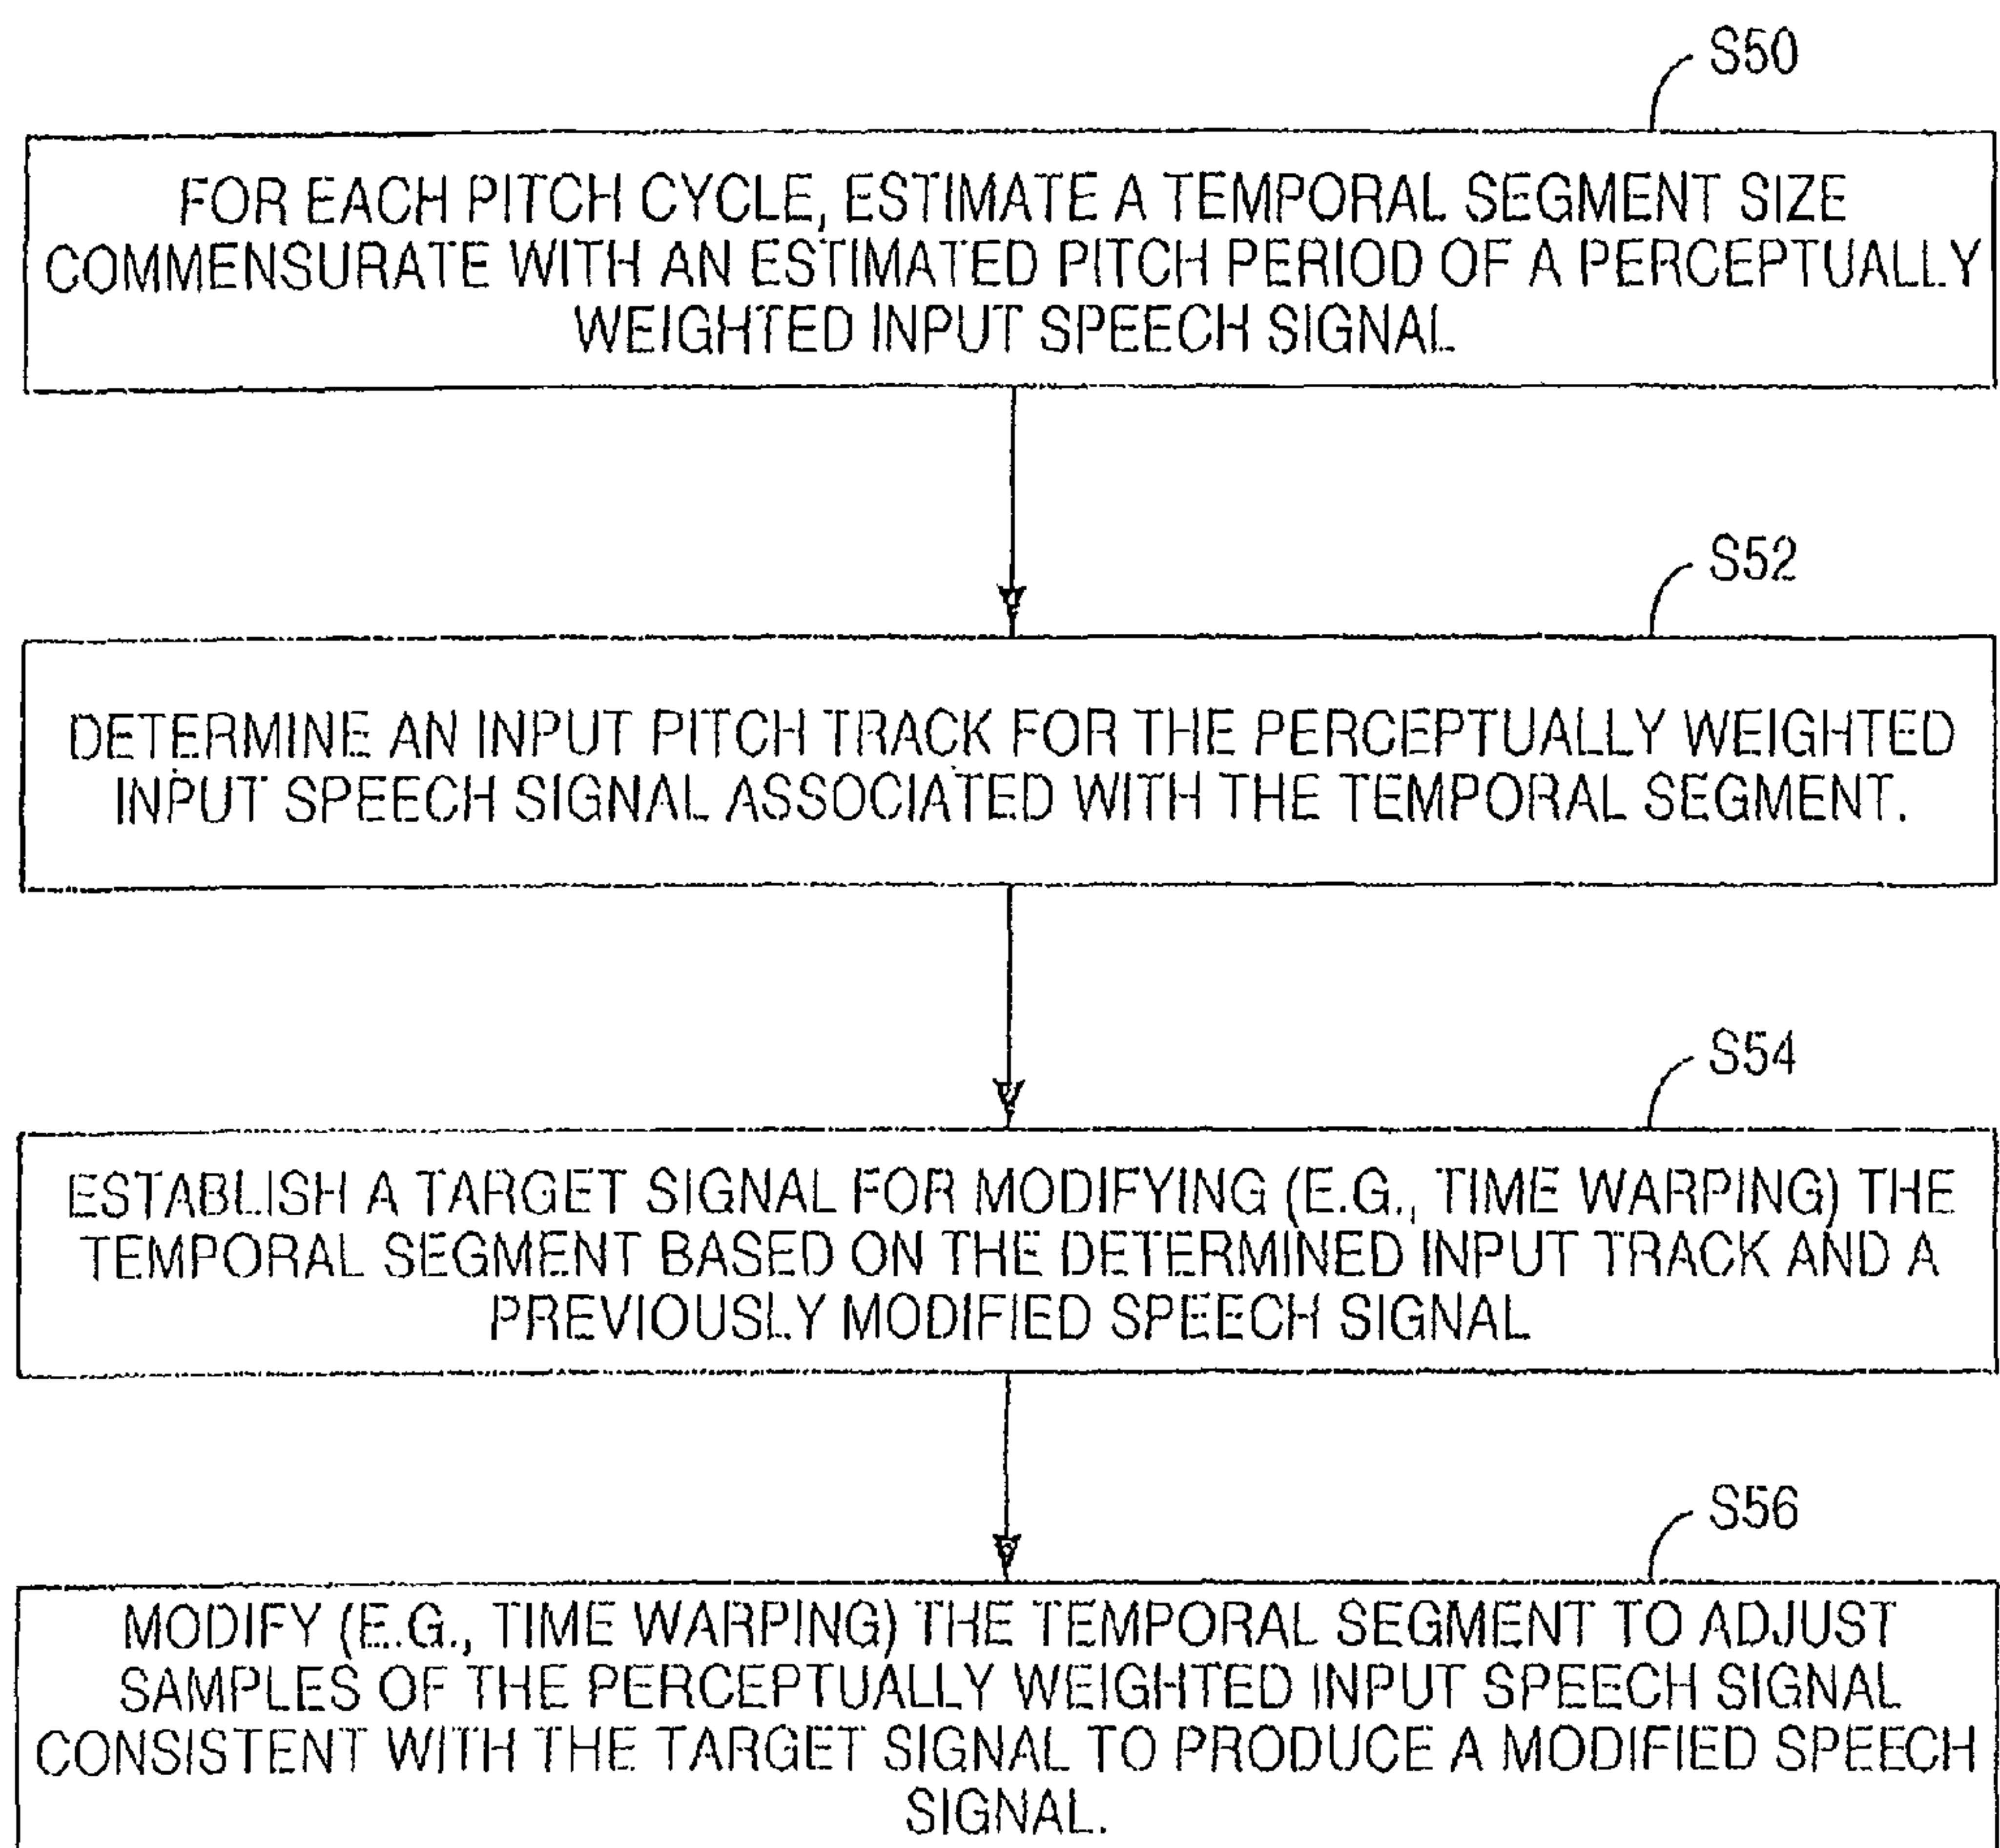 S50
FOR EACH PITCH CYCLE, ESTIMATE A TEMPORAL SEGMENT SIZE
COMMENSURATE WITH AN ESTIMATED PITCH PERIOD OF A PERCEPTUALLY
WEIGHTED INPUT SPEECH SIGNAL
S52
DETERMINE AN INPUT PITCH TRACK FOR THE PERCEPTUALLY WEIGHTED
INPUT SPEECH SIGNAL ASSOCIATED WITH THE TEMPORAL SEGMENT.
S54
ESTABLISH A TARGET SIGNAL FOR MODIFYING (E.G., TIME WARPING) THE
TEMPORAL SEGMENT BASED ON THE DETERMINED INPUT TRACK AND A
PREVIOUSLY MODIFIED SPEECH SIGNAL
S56
MODIFY (E.G., TIME WARPING) THE TEMPORAL SEGMENT TO ADJUST
SAMPLES OF THE PERCEPTUALLY WEIGHTED INPUT SPEECH SIGNAL
CONSISTENT WITH THE TARGET SIGNAL TO PRODUCE A MODIFIED SPEECH
SIGNAL.